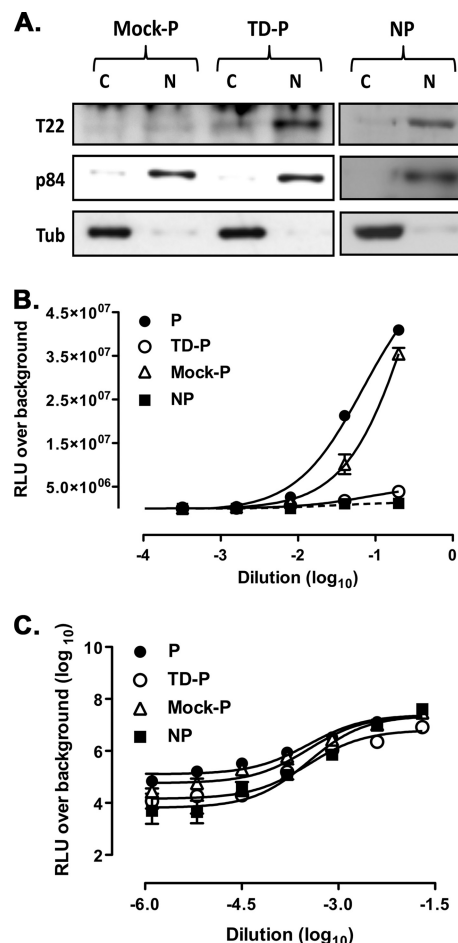 A.
Mock-P TD-P NP
C N C N C N
T22
p84
Tub
B.
4.5×10⁰⁷
3.5×10⁰⁷
2.5×10⁰⁷
1.5×10⁰⁷
5.0×10⁰⁶
RLU over background
P
TD-P
Mock-P
NP
-4 -3 -2 -1 0
Dilution (log₁₀)
C.
10
8
6
4
2
RLU over background (log ₁₀)
P
TD-P
Mock-P
NP
-6.0 -4.5 -3.0 -1.5
Dilution (log₁₀)